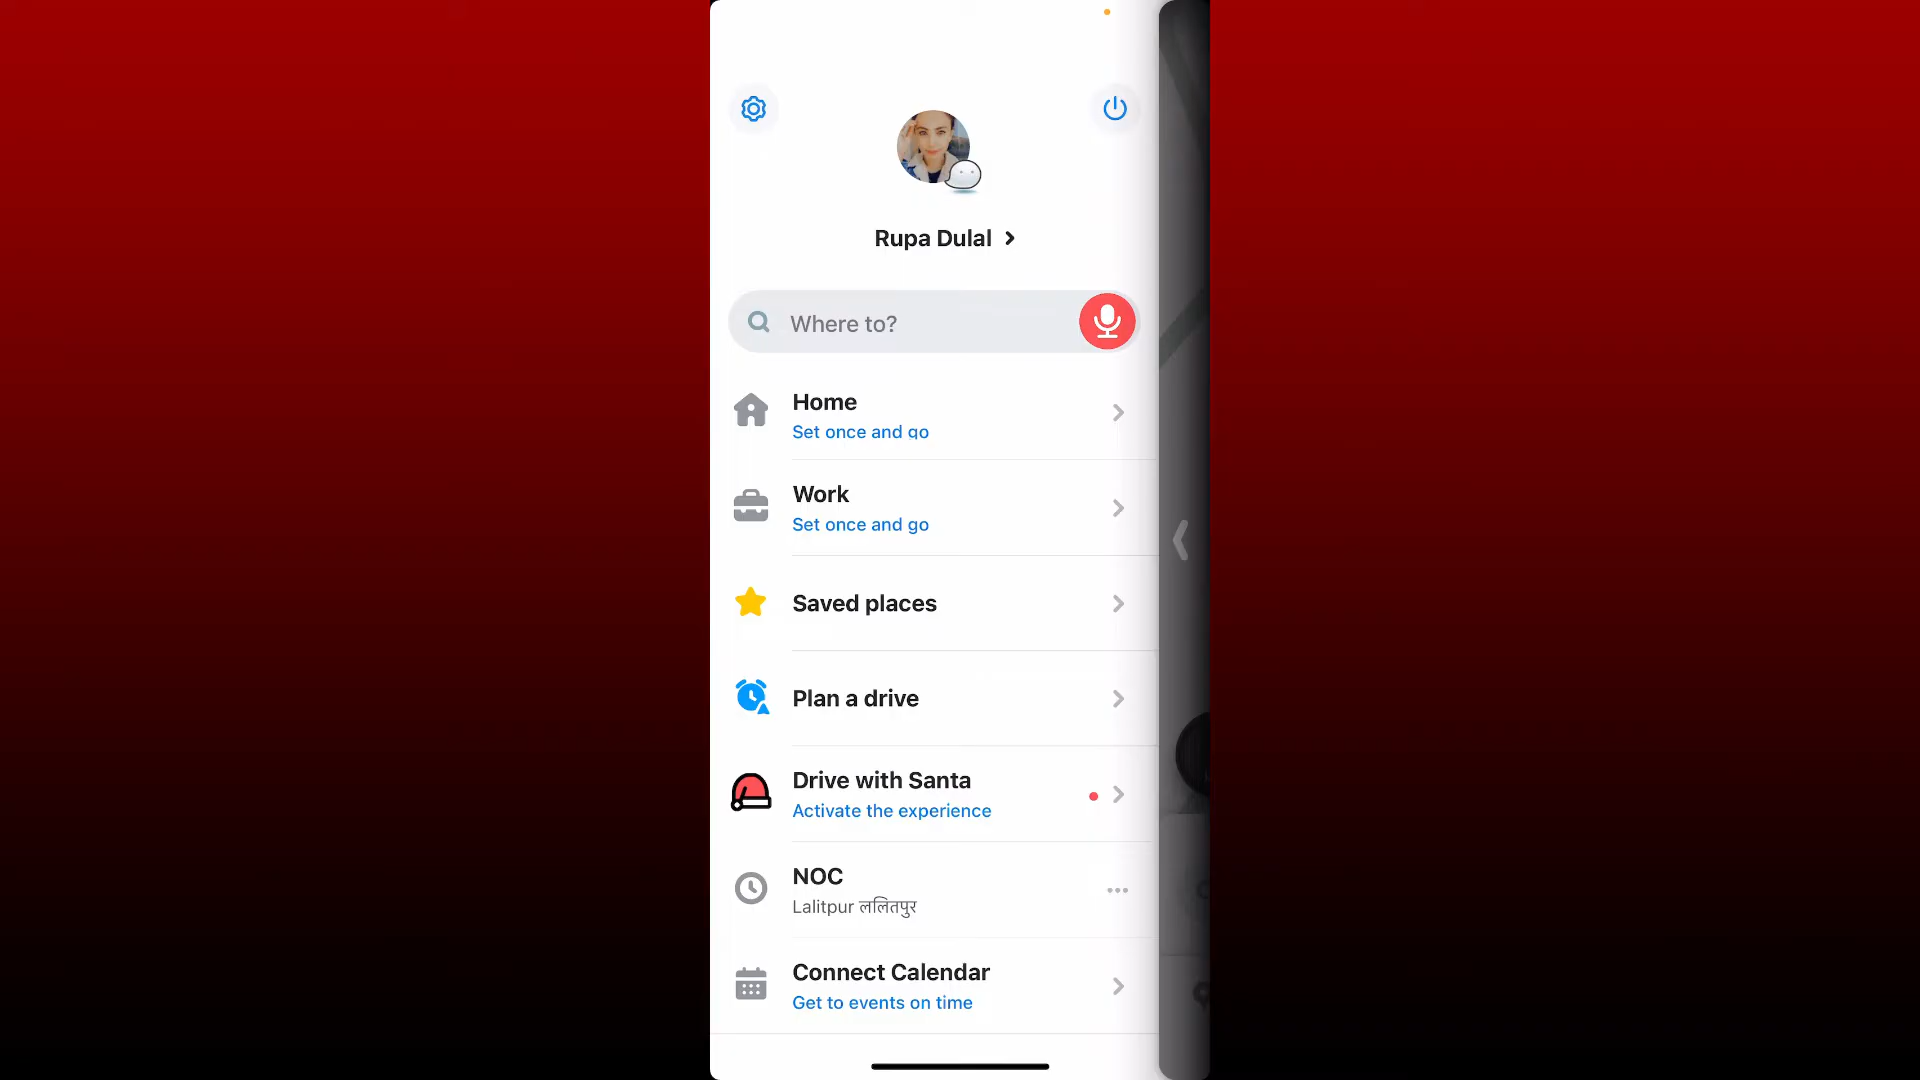 Rupa Dulal
Where to?
Home
Set once and go
Work
Set once and go
Saved places
Plan a drive
Drive with Santa
Activate the experience
NOC
Lalitpur ललितपुर
Connect Calendar
Get to events on time